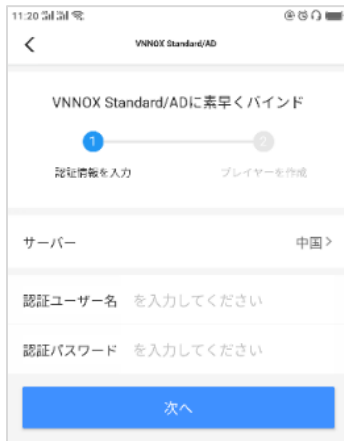 11:20
VNNOX Standard/AD
VNNOX Standard/ADに素早くバインド
1 2
認証情報を入力 プレイヤーを作成
サーバー 中国
認証ユーザー名 を入力してください
認証パスワード を入力してください
次へ